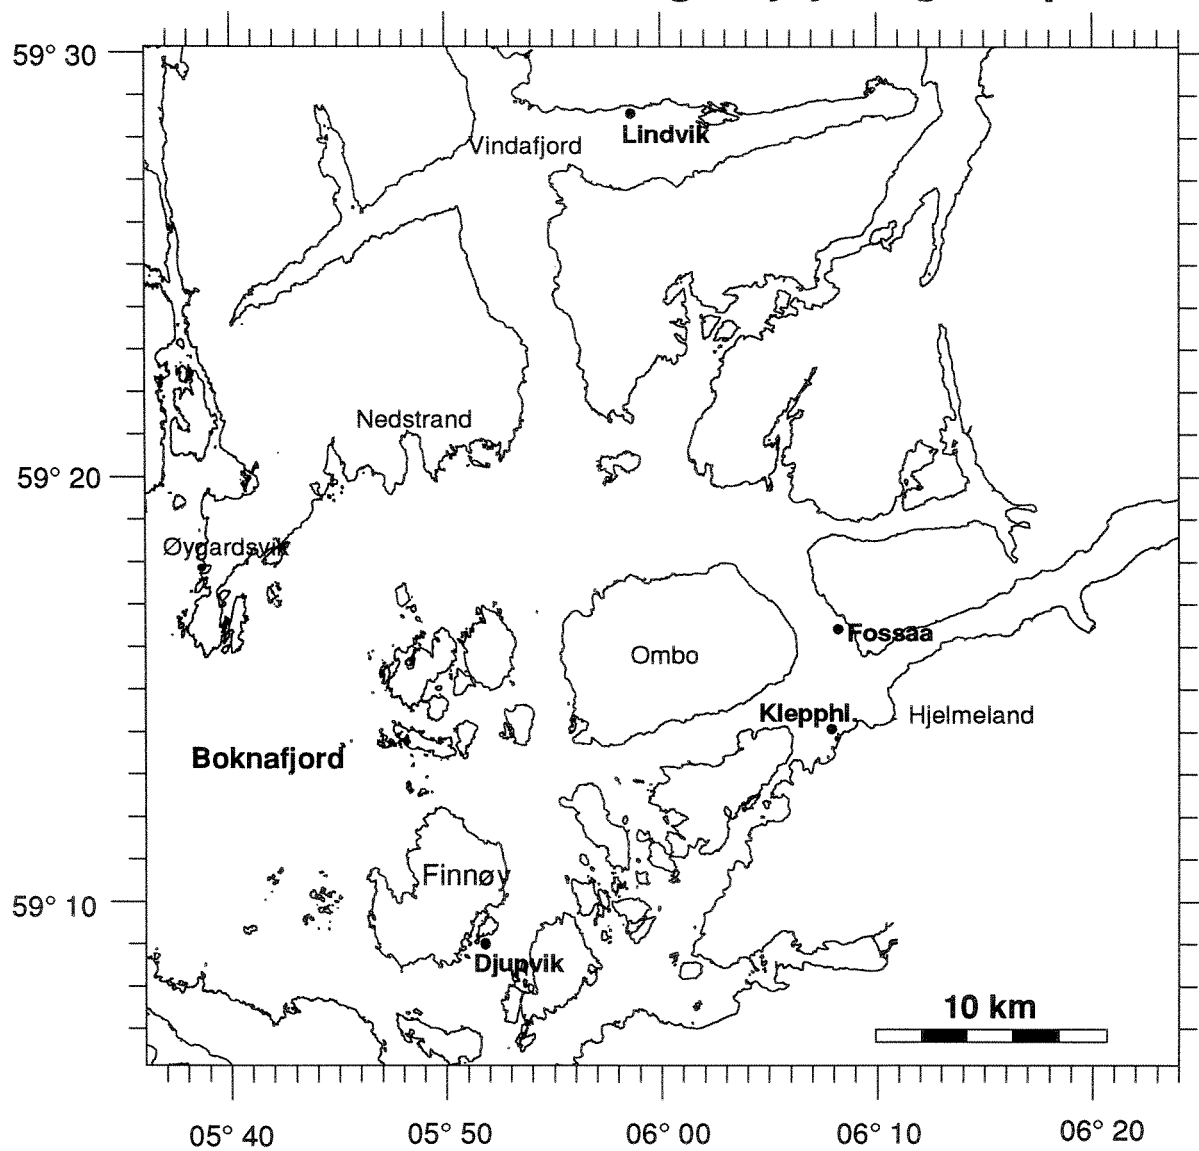 59° 30
Lindvik
Vindafjord
Nedstrand
59° 20
Øygardsvik
Fossaa
Ombo
Klepphl.
Hjelmeland
Boknafjord
Finnøy
59° 10
Djupvik
10 km
05° 40
05° 50
06° 00
06° 10
06° 20